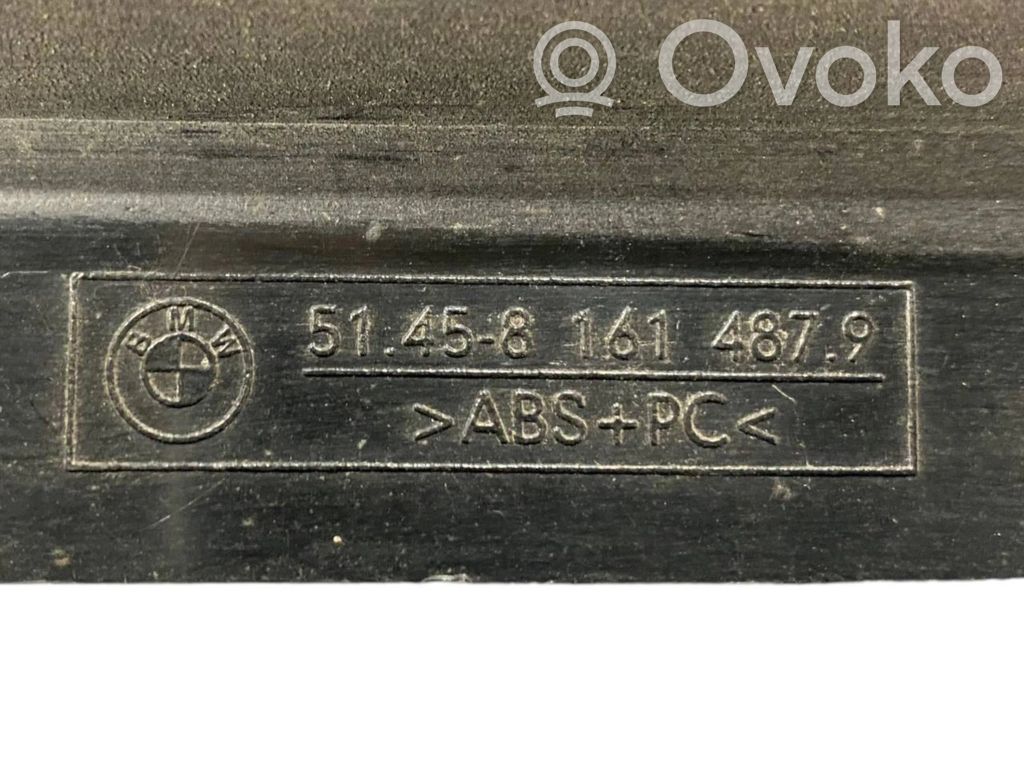 Ovoko
BMW
51.45-8 161 487.9
>ABS+PC<